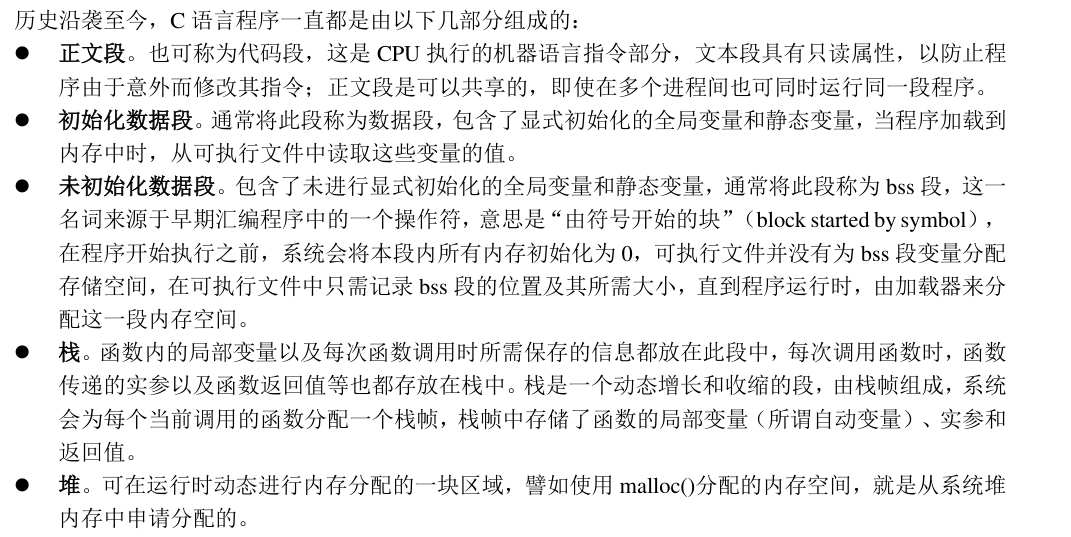 历史沿袭至今，C 语言程序一直都是由以下几部分组成的：
● 正文段。也可称为代码段，这是 CPU 执行的机器语言指令部分，文本段具有只读属性，以防止程
序由于意外而修改其指令；正文段是可以共享的，即使在多个进程间也可同时运行同一段程序。
● 初始化数据段。通常将此段称为数据段，包含了显式初始化的全局变量和静态变量，当程序加载到
内存中时，从可执行文件中读取这些变量的值。
● 未初始化数据段。包含了未进行显式初始化的全局变量和静态变量，通常将此段称为 bss 段，这一
名词来源于早期汇编程序中的一个操作符，意思是“由符号开始的块”（block started by symbol），
在程序开始执行之前，系统会将本段内所有内存初始化为 0，可执行文件并没有为 bss 段变量分配
存储空间，在可执行文件中只需记录 bss 段的位置及其所需大小，直到程序运行时，由加载器来分
配这一段内存空间。
● 栈。函数内的局部变量以及每次函数调用时所需保存的信息都放在此段中，每次调用函数时，函数
传递的实参以及函数返回值等也都存放在栈中。栈是一个动态增长和收缩的段，由栈帧组成，系统
会为每个当前调用的函数分配一个栈帧，栈帧中存储了函数的局部变量（所谓自动变量）、实参和
返回值。
● 堆。可在运行时动态进行内存分配的一块区域，譬如使用 malloc()分配的内存空间，就是从系统堆
内存中申请分配的。